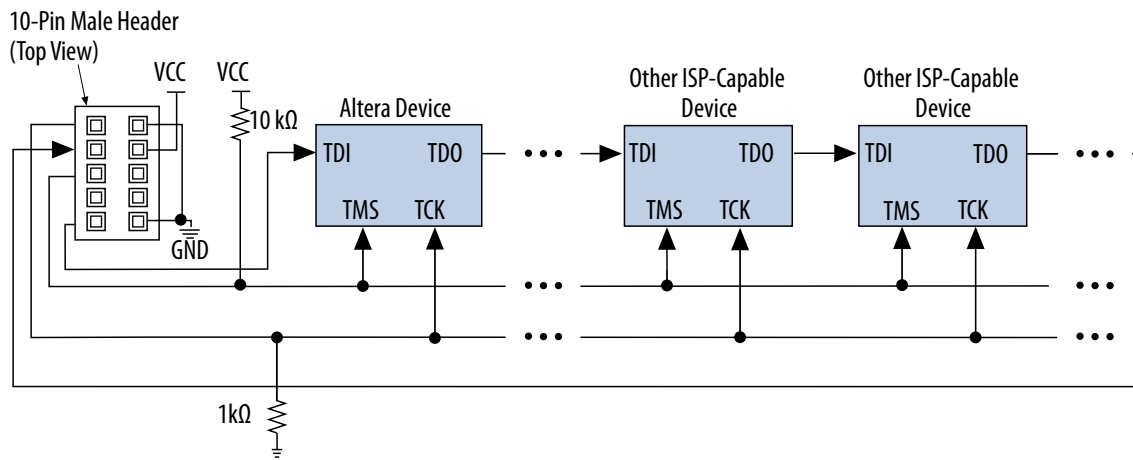 10-Pin Male Header
(Top View)
VCC
VCC
10 kΩ
GND
Altera Device
TDI
TDO
TMS
TCK
Other ISP-Capable
Device
TDI
TDO
TMS
TCK
Other ISP-Capable
Device
TDI
TDO
TMS
TCK
1kΩ